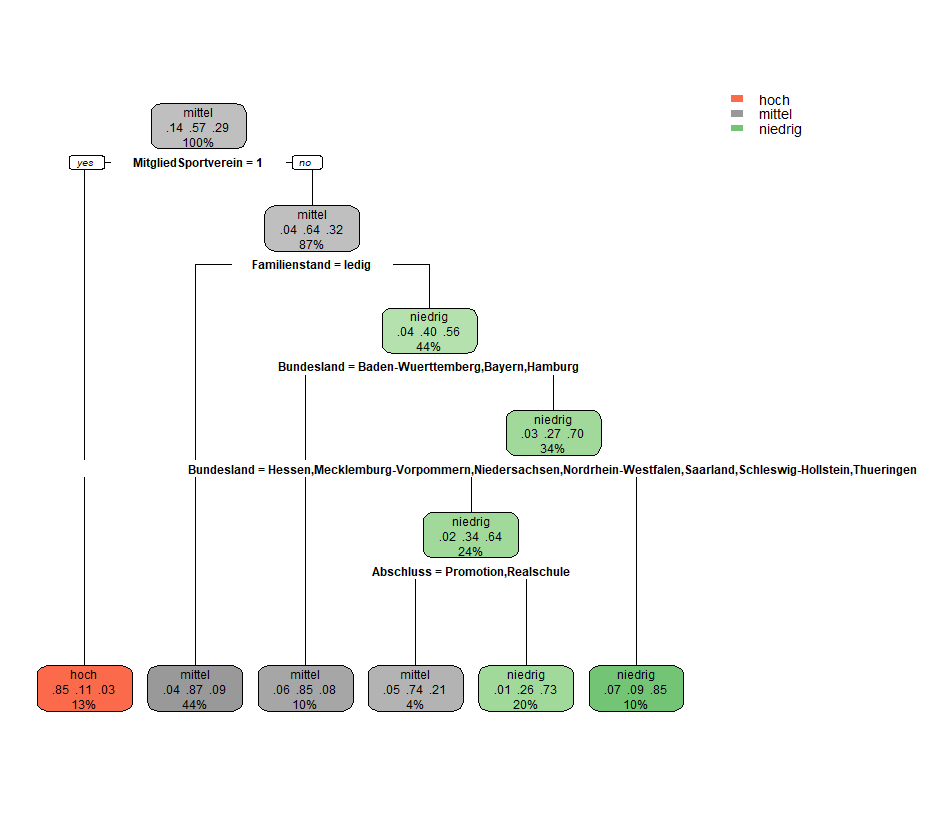 hoch
mittel
niedrig
mittel
.14 .57 .29
100%
yes
MitgliedSportverein = 1
no
mittel
.04 .64 .32
87%
Familienstand = ledig
niedrig
.04 .40 .56
44%
Bundesland = Baden-Wuerttemberg,Bayern,Hamburg
niedrig
.03 .27 .70
34%
Bundesland = Hessen,Mecklemburg-Vorpommern,Niedersachsen,Nordrhein-Westfalen,Saarland,Schleswig-Hollstein,Thueringen
niedrig
.02 .34 .64
24%
Abschluss = Promotion,Realschule
hoch
.85 .11 .03
13%
mittel
.04 .87 .09
44%
mittel
.06 .85 .08
10%
mittel
.05 .74 .21
4%
niedrig
.01 .26 .73
20%
niedrig
.07 .09 .85
10%